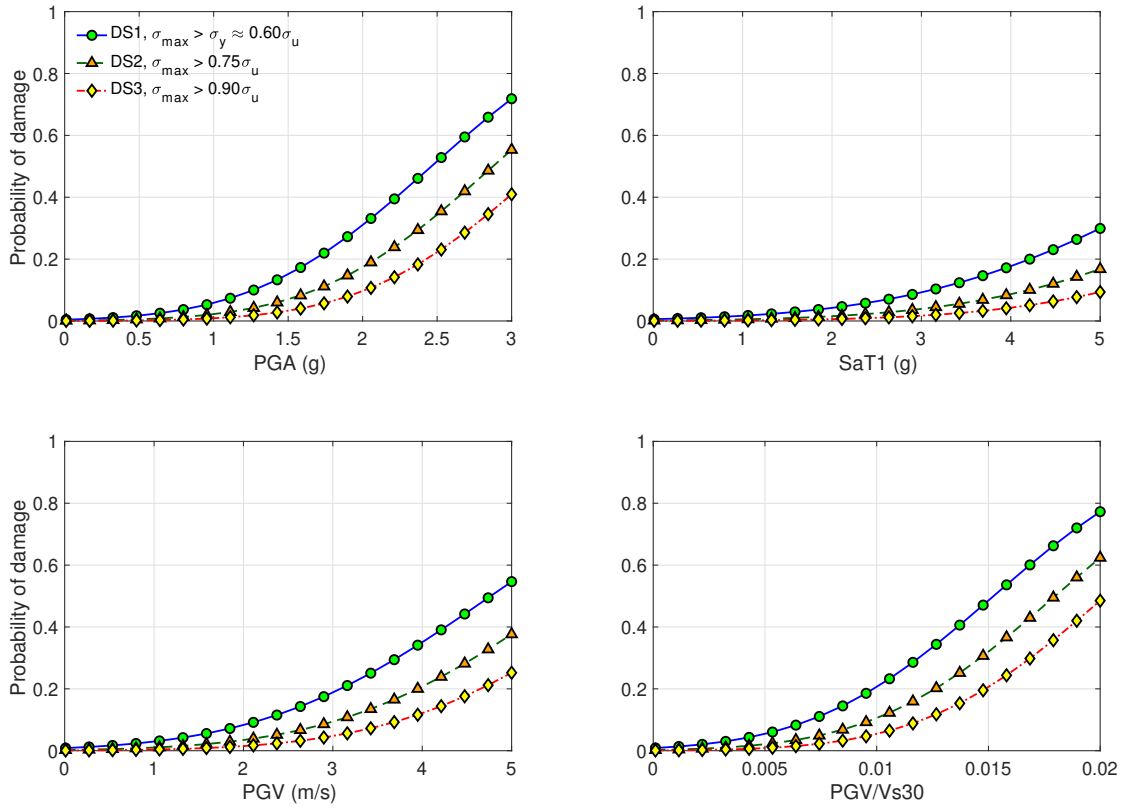 Probability of damage
1
0.8
0.6
0.4
0.2
0
DS1, σmax > σy ≈ 0.60σu
DS2, σmax > 0.75σu
DS3, σmax > 0.90σu
0 0.5 1 1.5 2 2.5 3
PGA (g)
1
0.8
0.6
0.4
0.2
0
0 1 2 3 4 5
SaT1 (g)
Probability of damage
1
0.8
0.6
0.4
0.2
0
0 1 2 3 4 5
PGV (m/s)
1
0.8
0.6
0.4
0.2
0
0 0.005 0.01 0.015 0.02
PGV/Vs30